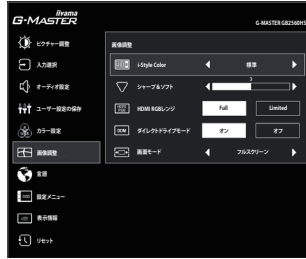 iiyama
G-MASTER
G-MASTER GB2560HS
ピクチャー調整
入力選択
オーディオ設定
ユーザー設定の保存
カラー設定
画像調整
言語
設定メニュー
表示情報
リセット
画像調整
i-Style Color 標準
シャープ&ソフト 3
HDMI RGBレンジ Full Limited
DDM ダイレクトドライブモード オン オフ
画面モード フルスクリーン